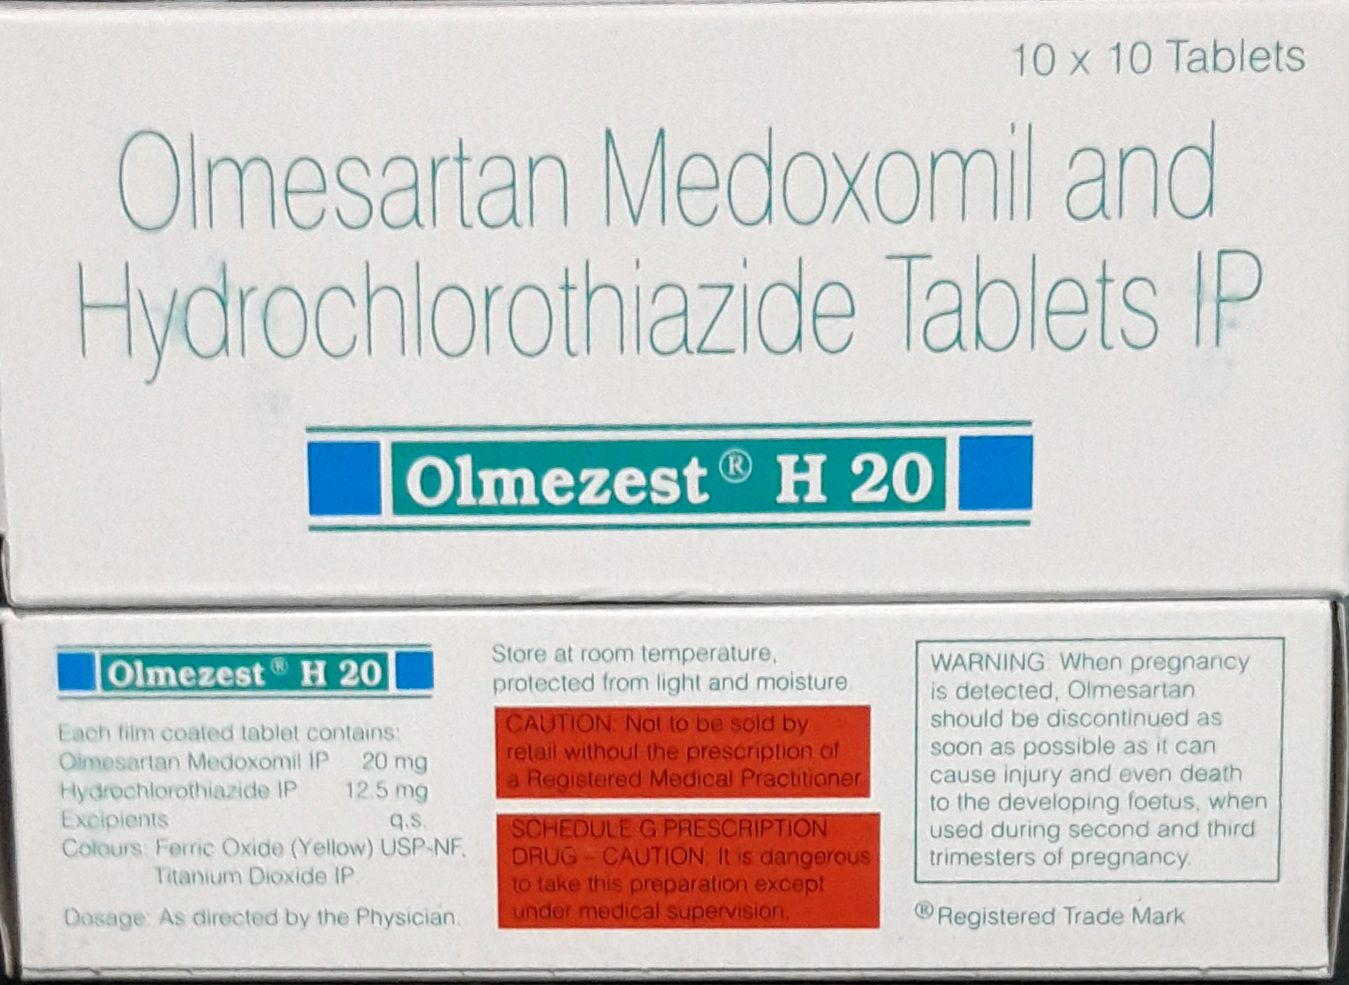 10 x 10 Tablets
Olmesartan Medoxomil and
Hydrochlorothiazide Tablets IP
Olmezest® H 20
Olmezest® H 20
Each film coated tablet contains:
Olmesartan Medoxomil IP 20 mg
Hydrochlorothiazide IP 12.5 mg
Excipients q.s.
Colours: Ferric Oxide (Yellow) USP-NF,
Titanium Dioxide IP
Dosage: As directed by the Physician.
Store at room temperature,
protected from light and moisture.
CAUTION: Not to be sold by
retail without the prescription of
a Registered Medical Practitioner.
SCHEDULE G PRESCRIPTION
DRUG – CAUTION: It is dangerous
to take this preparation except
under medical supervision.
WARNING: When pregnancy
is detected, Olmesartan
should be discontinued as
soon as possible as it can
cause injury and even death
to the developing foetus, when
used during second and third
trimesters of pregnancy.
® Registered Trade Mark